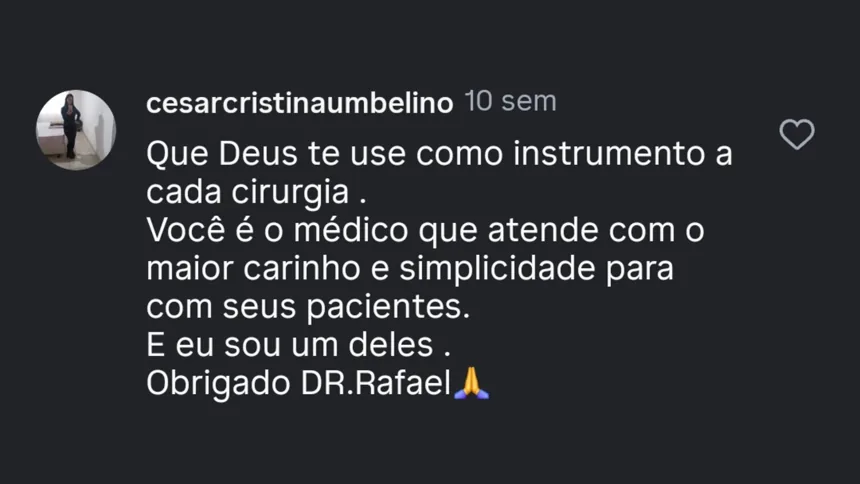 cesarcristinaumbelino 10 sem
Que Deus te use como instrumento a
cada cirurgia .
Você é o médico que atende com o
maior carinho e simplicidade para
com seus pacientes.
E eu sou um deles .
Obrigado DR.Rafael🙏